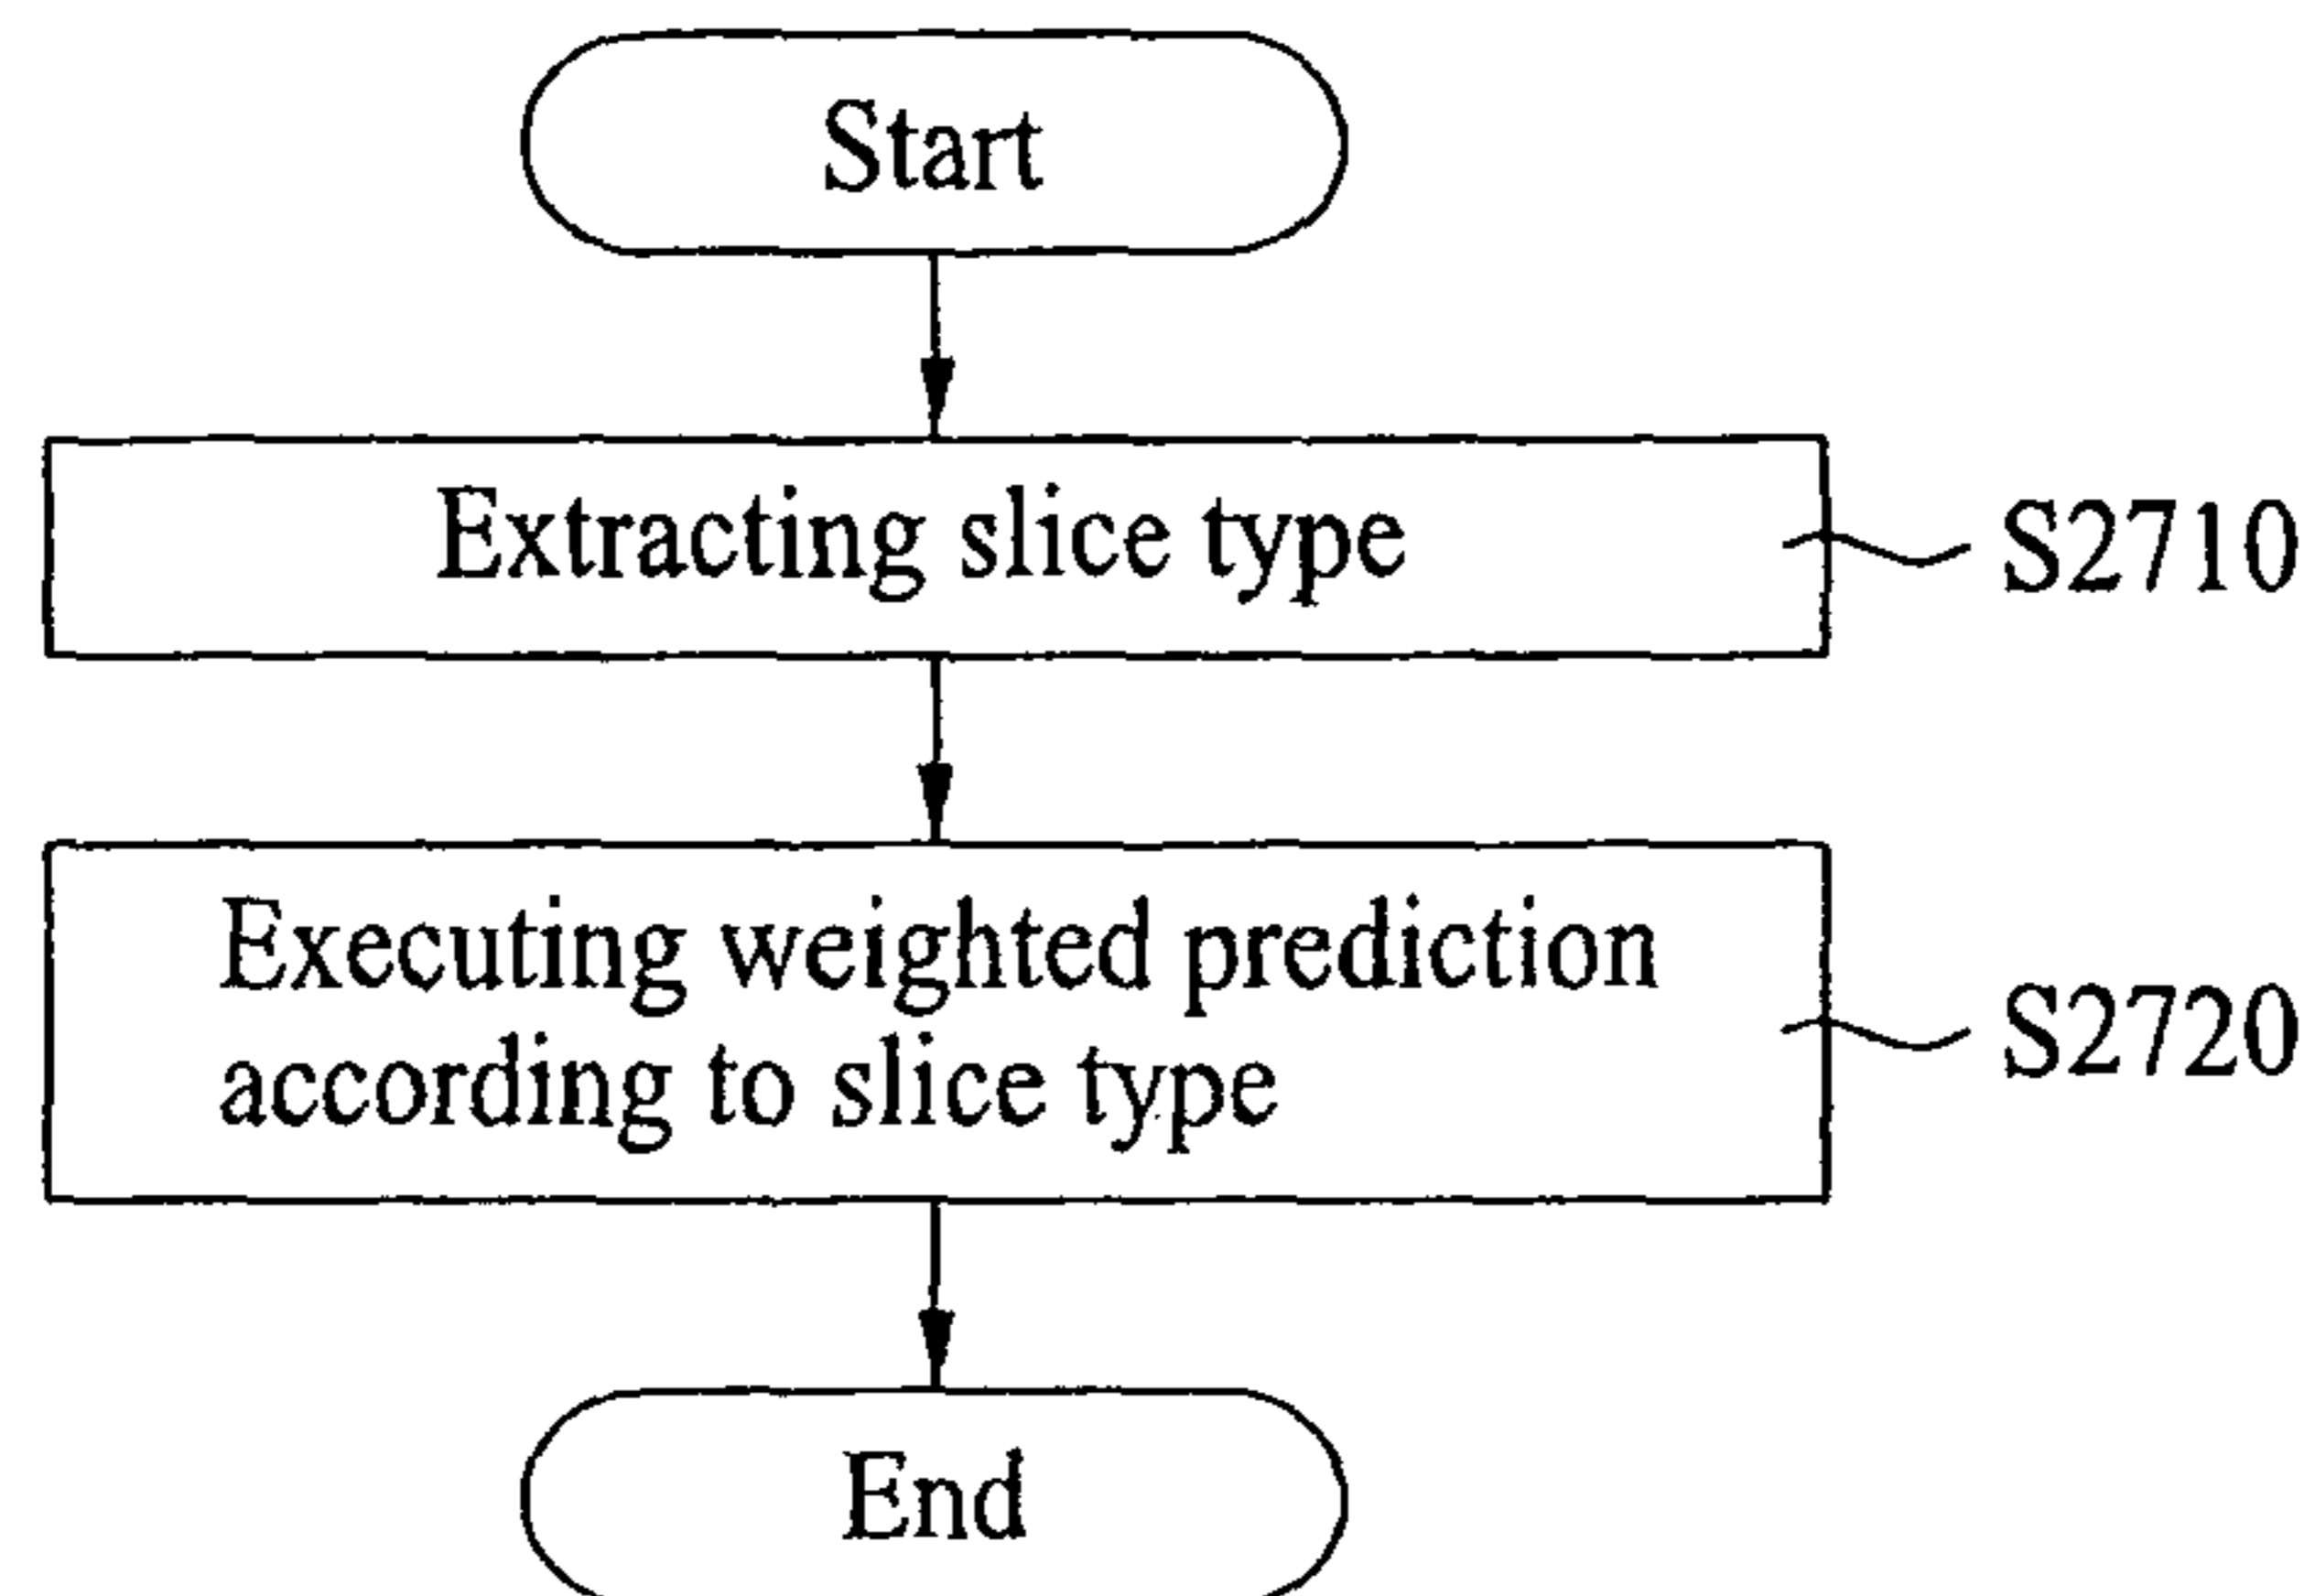 Start
Extracting slice type
S2710
Executing weighted prediction
according to slice type
S2720
End